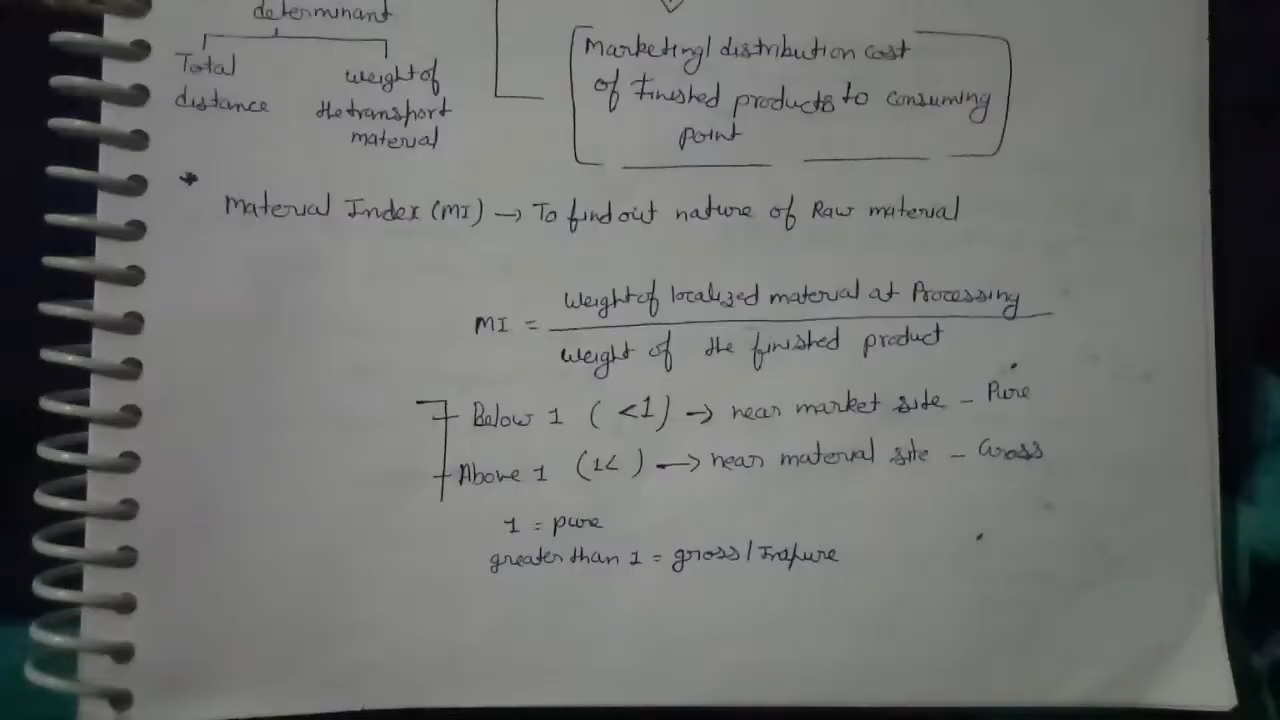 determinant
Total distance
weight of the transport material
Marketing/distribution cost
of Finished products to consuming
point
* Material Index (MI) → To find out nature of Raw material
MI = weight of localized material at Processing
weight of the finished product
Below 1 (<1) → near market site - Pure
Above 1 (1<) → near material site - Gross
1 = pure
greater than 1 = gross/Impure